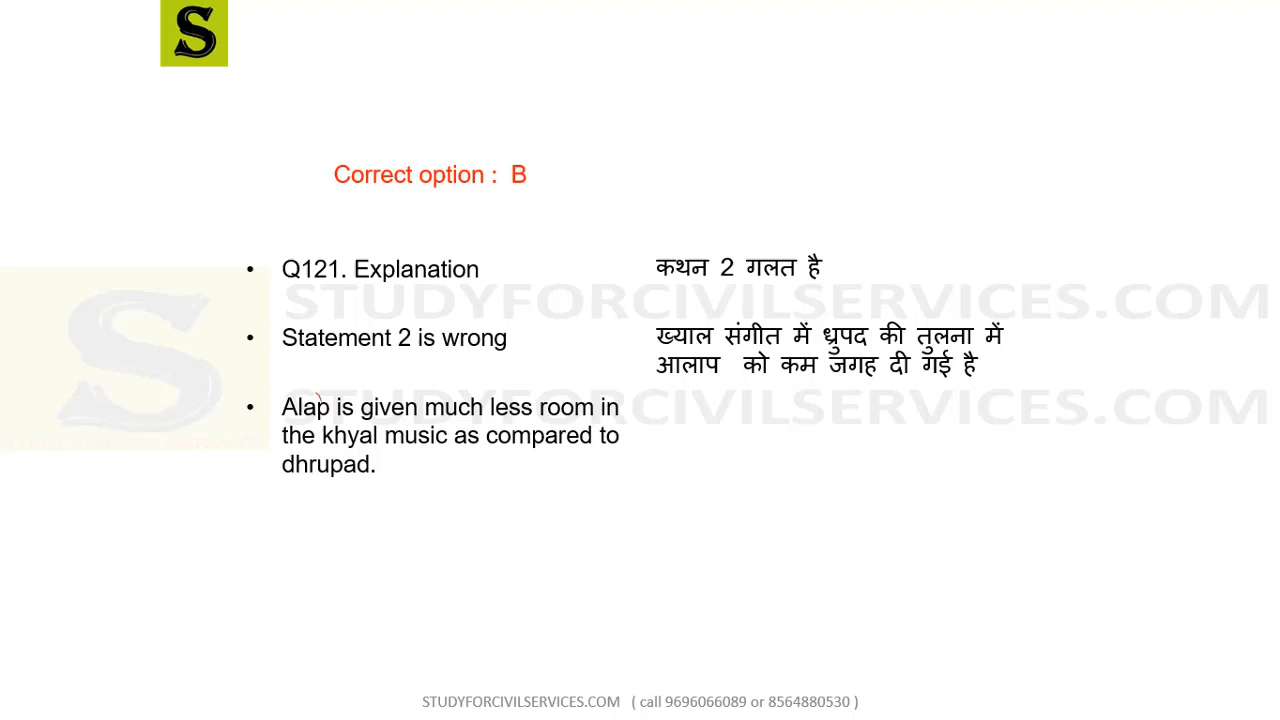 S
Correct option : B
• Q121. Explanation
• Statement 2 is wrong
• Alap is given much less room in
the khyal music as compared to
dhrupad.
कथन 2 गलत है
ख्याल संगीत में ध्रुपद की तुलना में
आलाप को कम जगह दी गई है
STUDYFORCIVILSERVICES.COM
S
STUDYFORCIVILSERVICES.COM
STUDYFORCIVILSERVICES.COM ( call 9696066089 or 8564880530 )